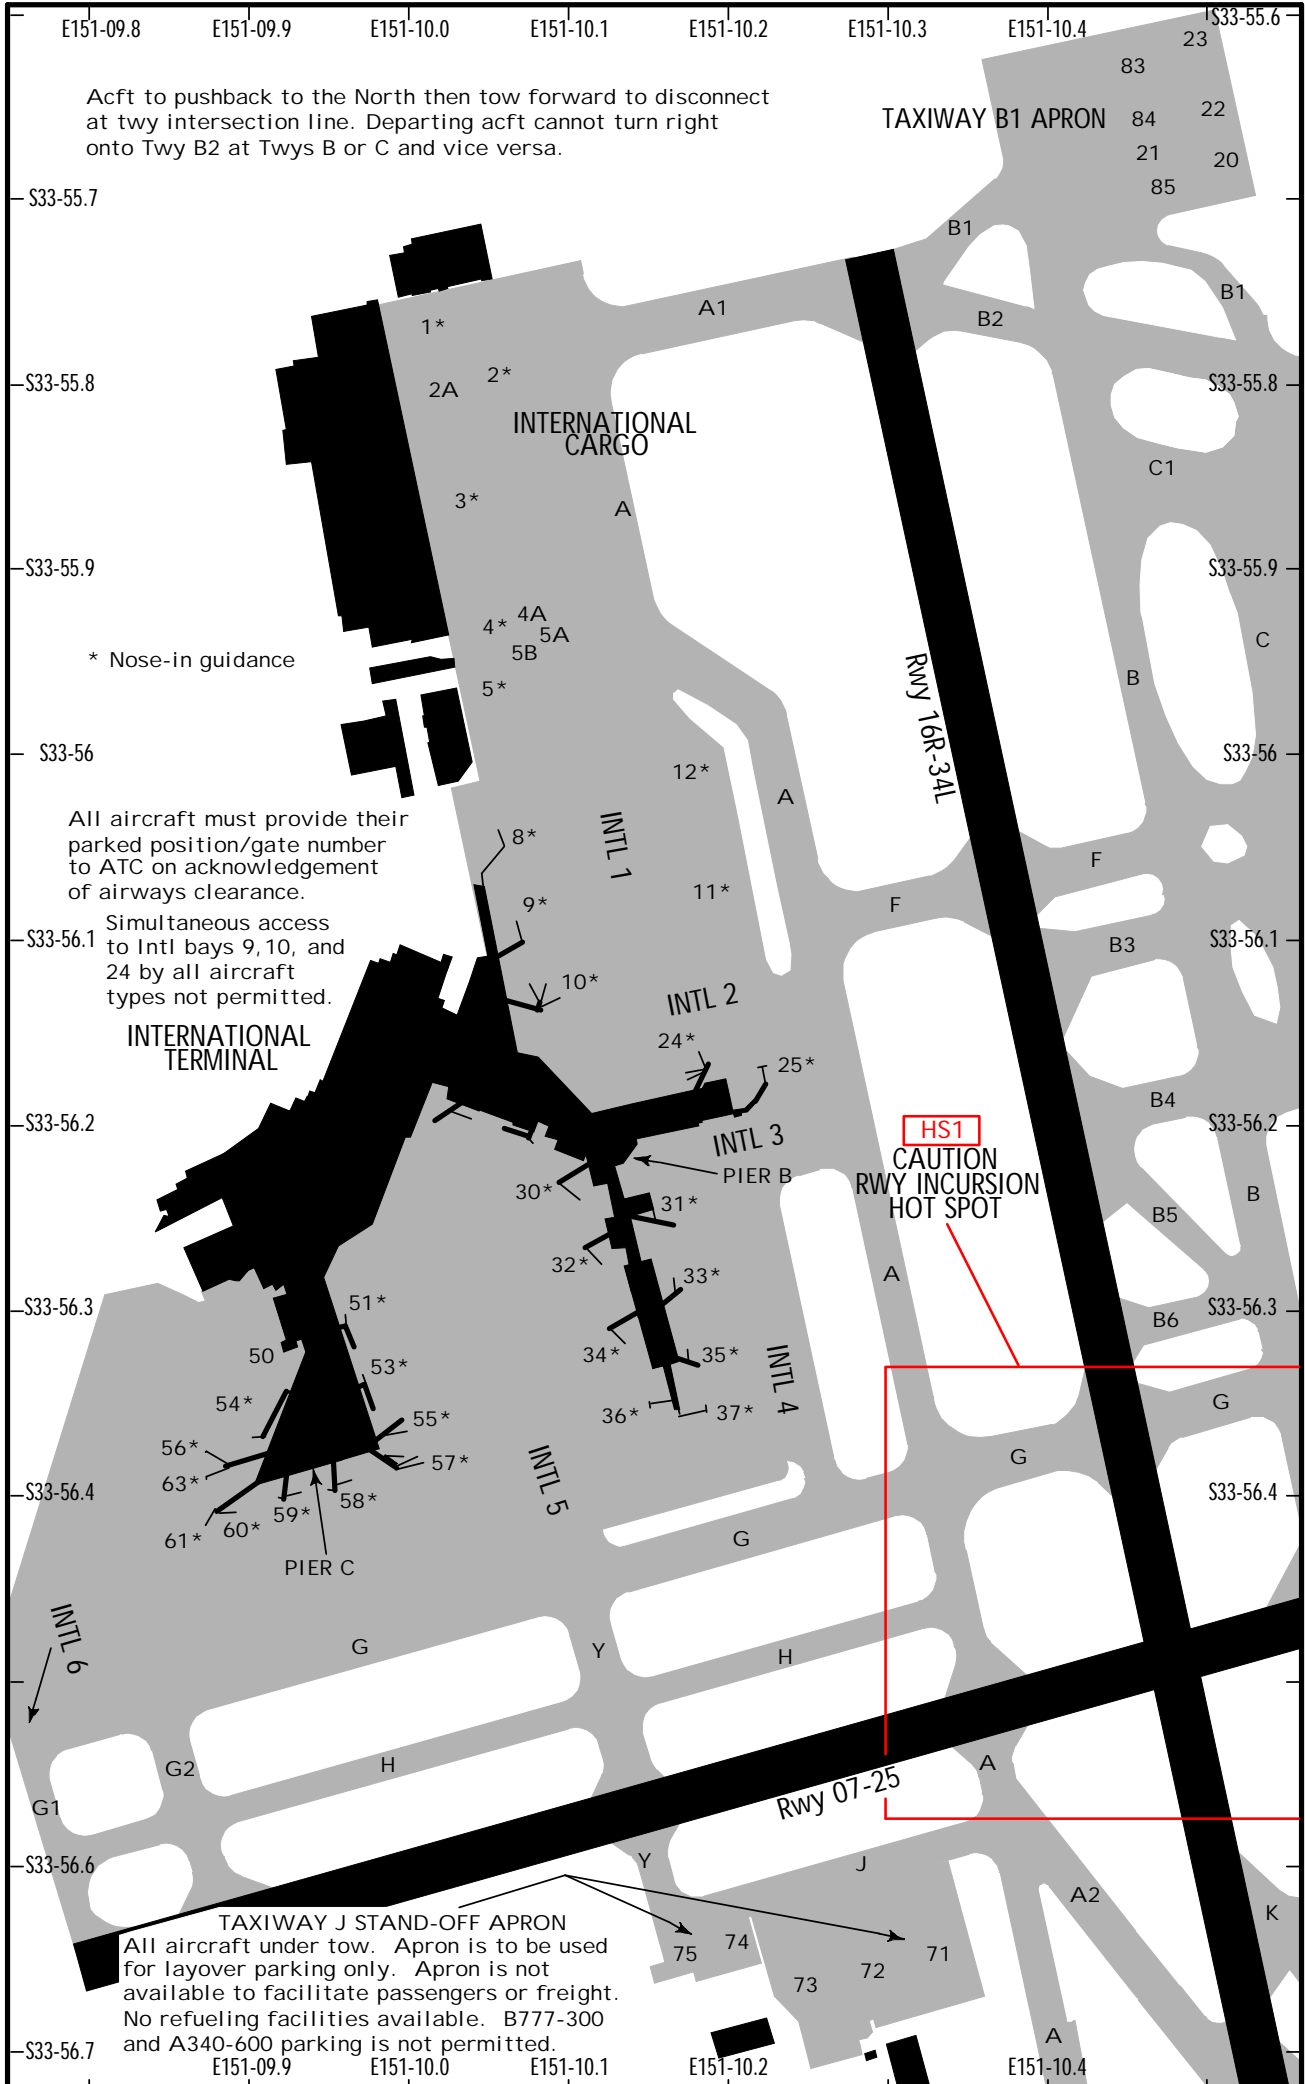 E151-09.8 E151-09.9 E151-10.0 E151-10.1 E151-10.2 E151-10.3 E151-10.4 S33-55.6
23
83
Acft to pushback to the North then tow forward to disconnect
at twy intersection line. Departing acft cannot turn right
onto Twy B2 at Twys B or C and vice versa.
TAXIWAY B1 APRON
84
22
21
20
85
S33-55.7
B1
B1
A1
B2
1*
2*
2A
S33-55.8
S33-55.8
INTERNATIONAL
CARGO
C1
3*
A
S33-55.9
S33-55.9
4A
4*
5A
5B
5*
* Nose-in guidance
C
B
Rwy 16R-34L
S33-56
S33-56
12*
A
All aircraft must provide their
parked position/gate number
to ATC on acknowledgement
of airways clearance.
8*
INTL 1
F
11*
9*
F
Simultaneous access
to Intl bays 9,10, and
24 by all aircraft
types not permitted.
S33-56.1
S33-56.1
B3
10*
INTL 2
INTERNATIONAL
TERMINAL
24*
25*
B4
S33-56.2
S33-56.2
HS1
CAUTION
RWY INCURSION
HOT SPOT
INTL 3
PIER B
30*
31*
B
B5
32*
33*
A
S33-56.3
S33-56.3
51*
B6
50
34*
35*
53*
INTL 4
54*
36*
37*
55*
G
56*
57*
G
63*
INTL 5
S33-56.4
S33-56.4
58*
59*
60*
61*
G
PIER C
INTL 6
G
Y
H
G2
H
A
G1
Rwy 07-25
S33-56.6
Y
J
A2
K
TAXIWAY J STAND-OFF APRON
All aircraft under tow. Apron is to be used
for layover parking only. Apron is not
available to facilitate passengers or freight.
No refueling facilities available. B777-300
and A340-600 parking is not permitted.
75
74
73
72
71
A
S33-56.7
E151-09.9 E151-10.0 E151-10.1 E151-10.2 E151-10.4